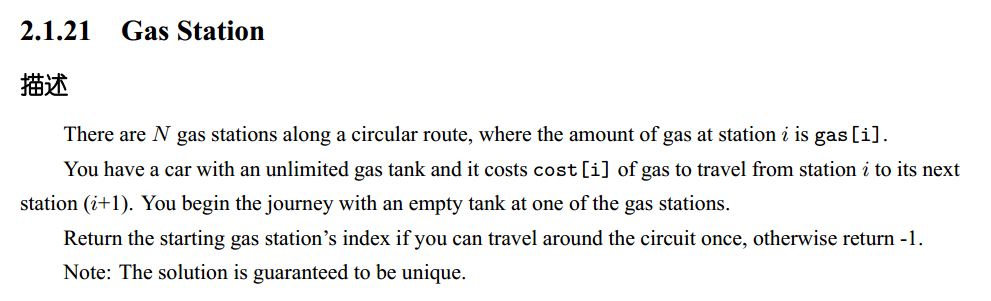 2.1.21 Gas Station
描述
There are N gas stations along a circular route, where the amount of gas at station i is gas[i].
You have a car with an unlimited gas tank and it costs cost[i] of gas to travel from station i to its next
station (i+1). You begin the journey with an empty tank at one of the gas stations.
Return the starting gas station’s index if you can travel around the circuit once, otherwise return -1.
Note: The solution is guaranteed to be unique.